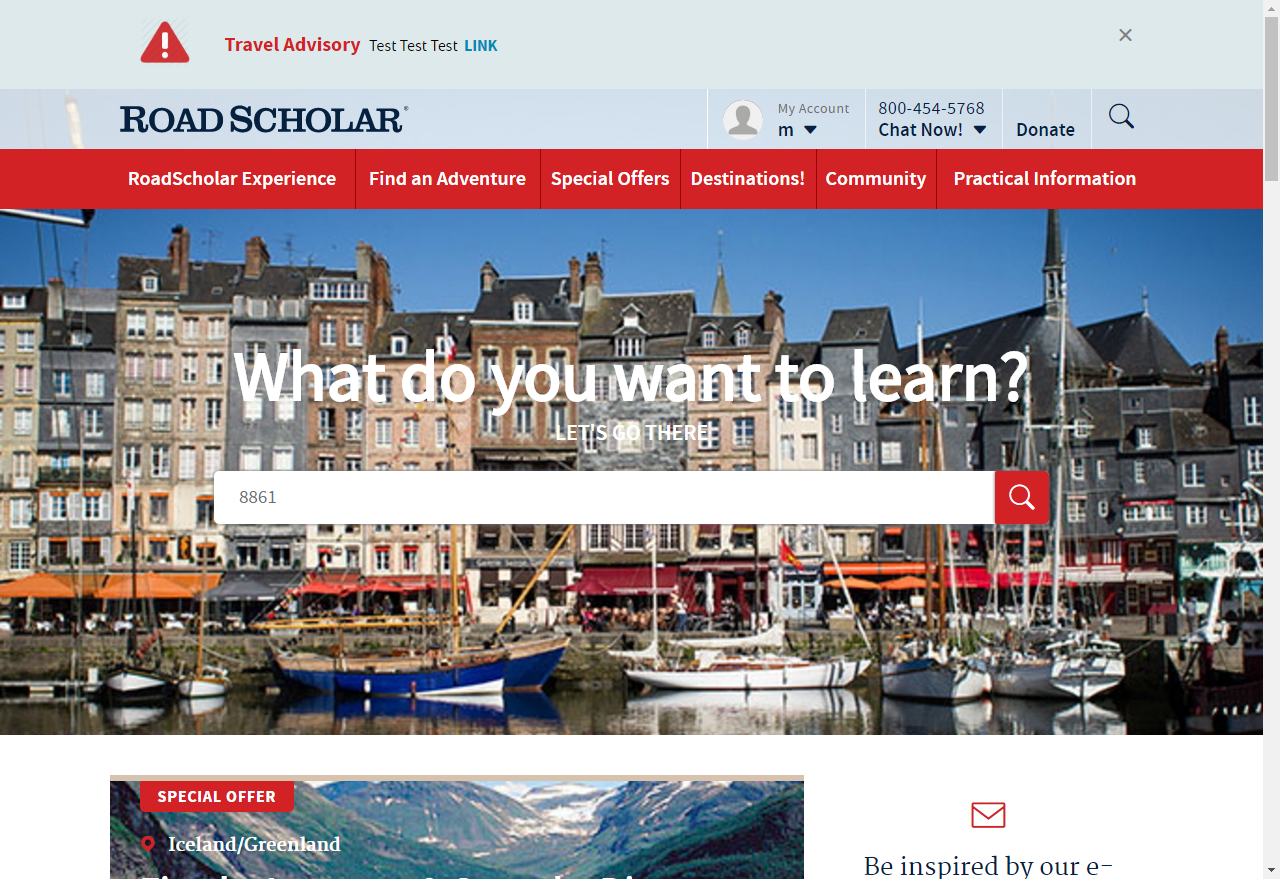 Travel Advisory Test Test Test LINK
ROAD SCHOLAR®
My Account
m
800-454-5768
Chat Now!
Donate
RoadScholar Experience
Find an Adventure
Special Offers
Destinations!
Community
Practical Information
What do you want to learn?
LET'S GO THERE
8861
SPECIAL OFFER
Iceland/Greenland
Be inspired by our e-